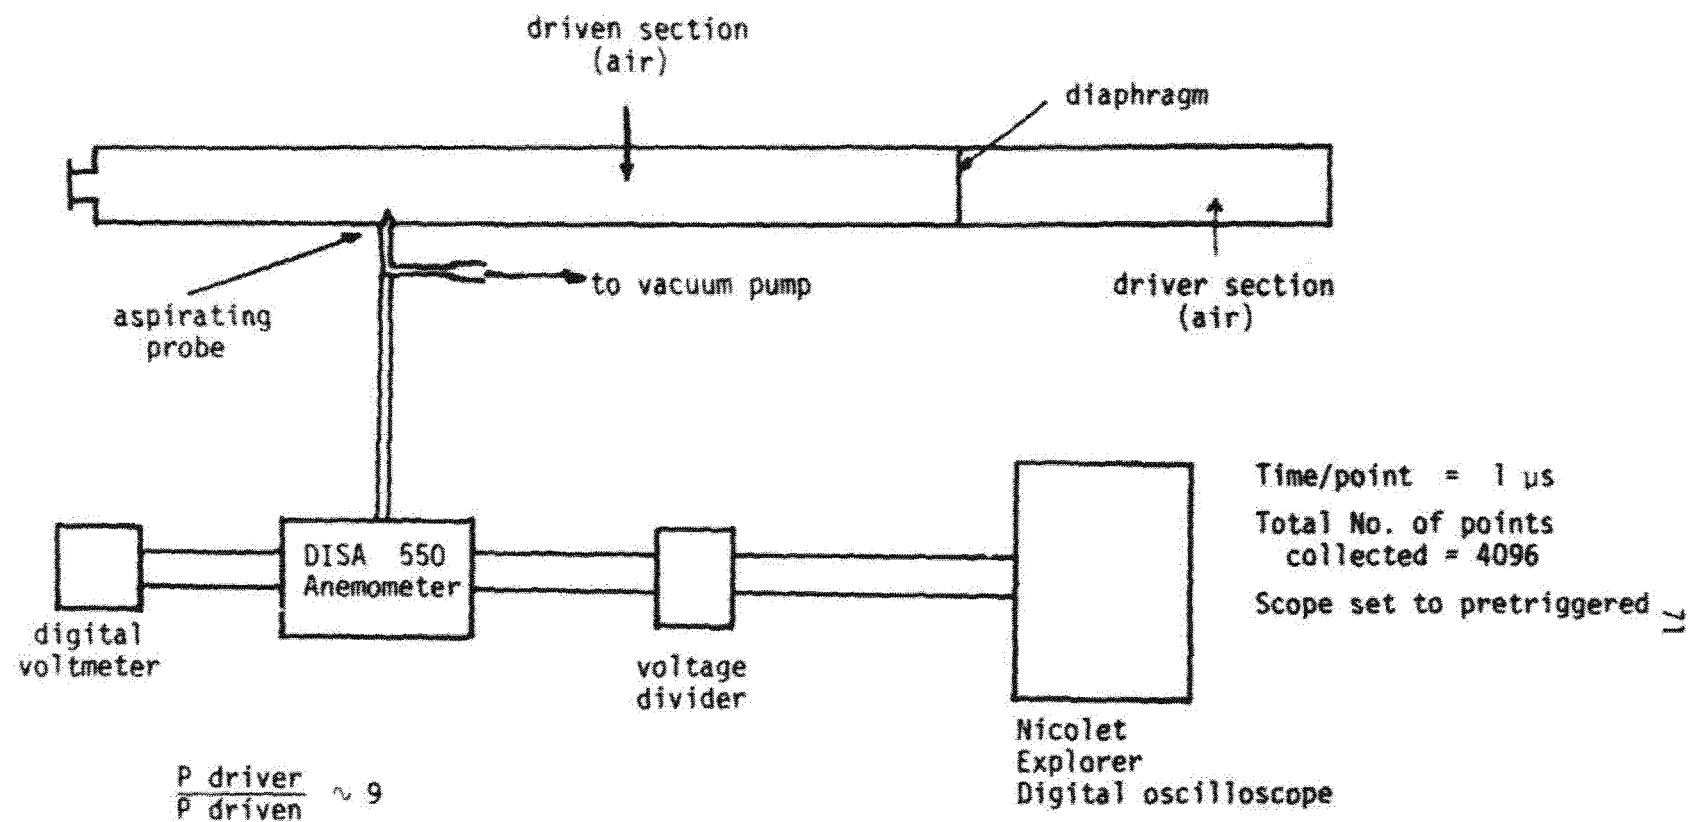 driven section
(air)
diaphragm
to vacuum pump
driver section
(air)
aspirating
probe
Time/point = 1 µs
Total No. of points
collected = 4096
Scope set to pretriggered
71
DISA 550
Anemometer
digital
voltmeter
voltage
divider
Nicolet
Explorer
Digital oscilloscope
P driver
P driven
~ 9